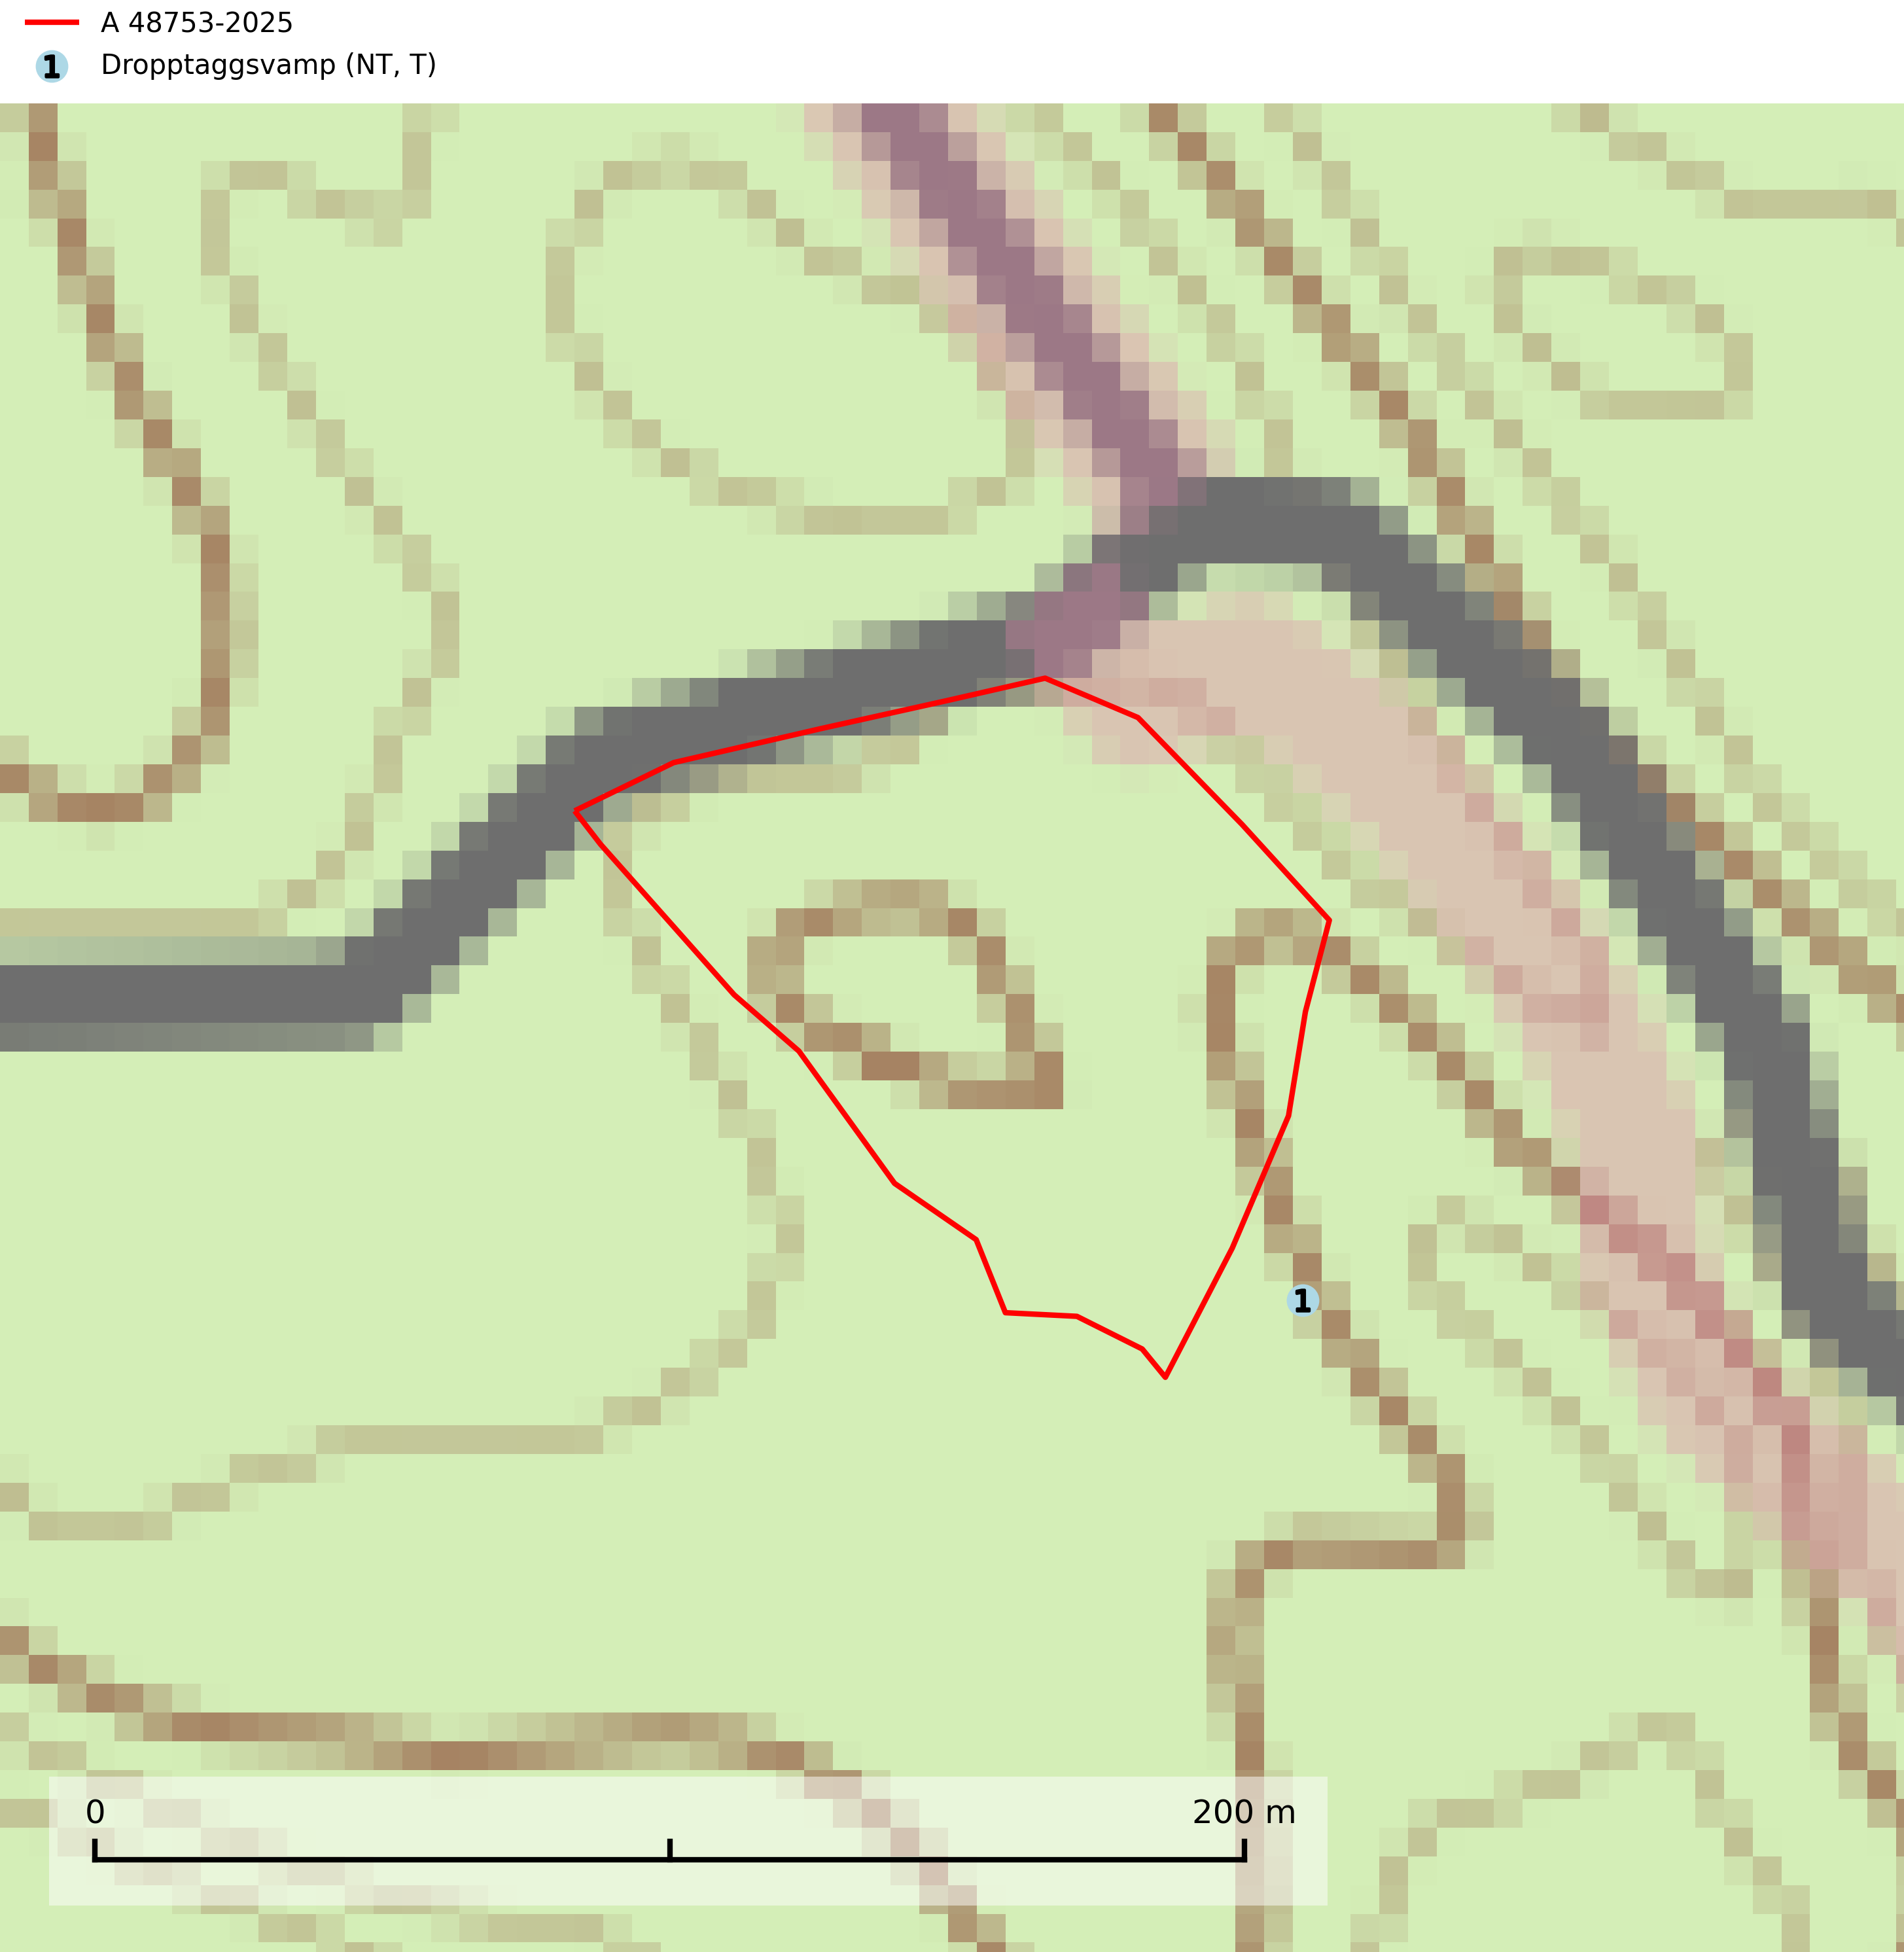 A 48753-2025
1 Dropptaggsvamp (NT, T)
1
0 200 m